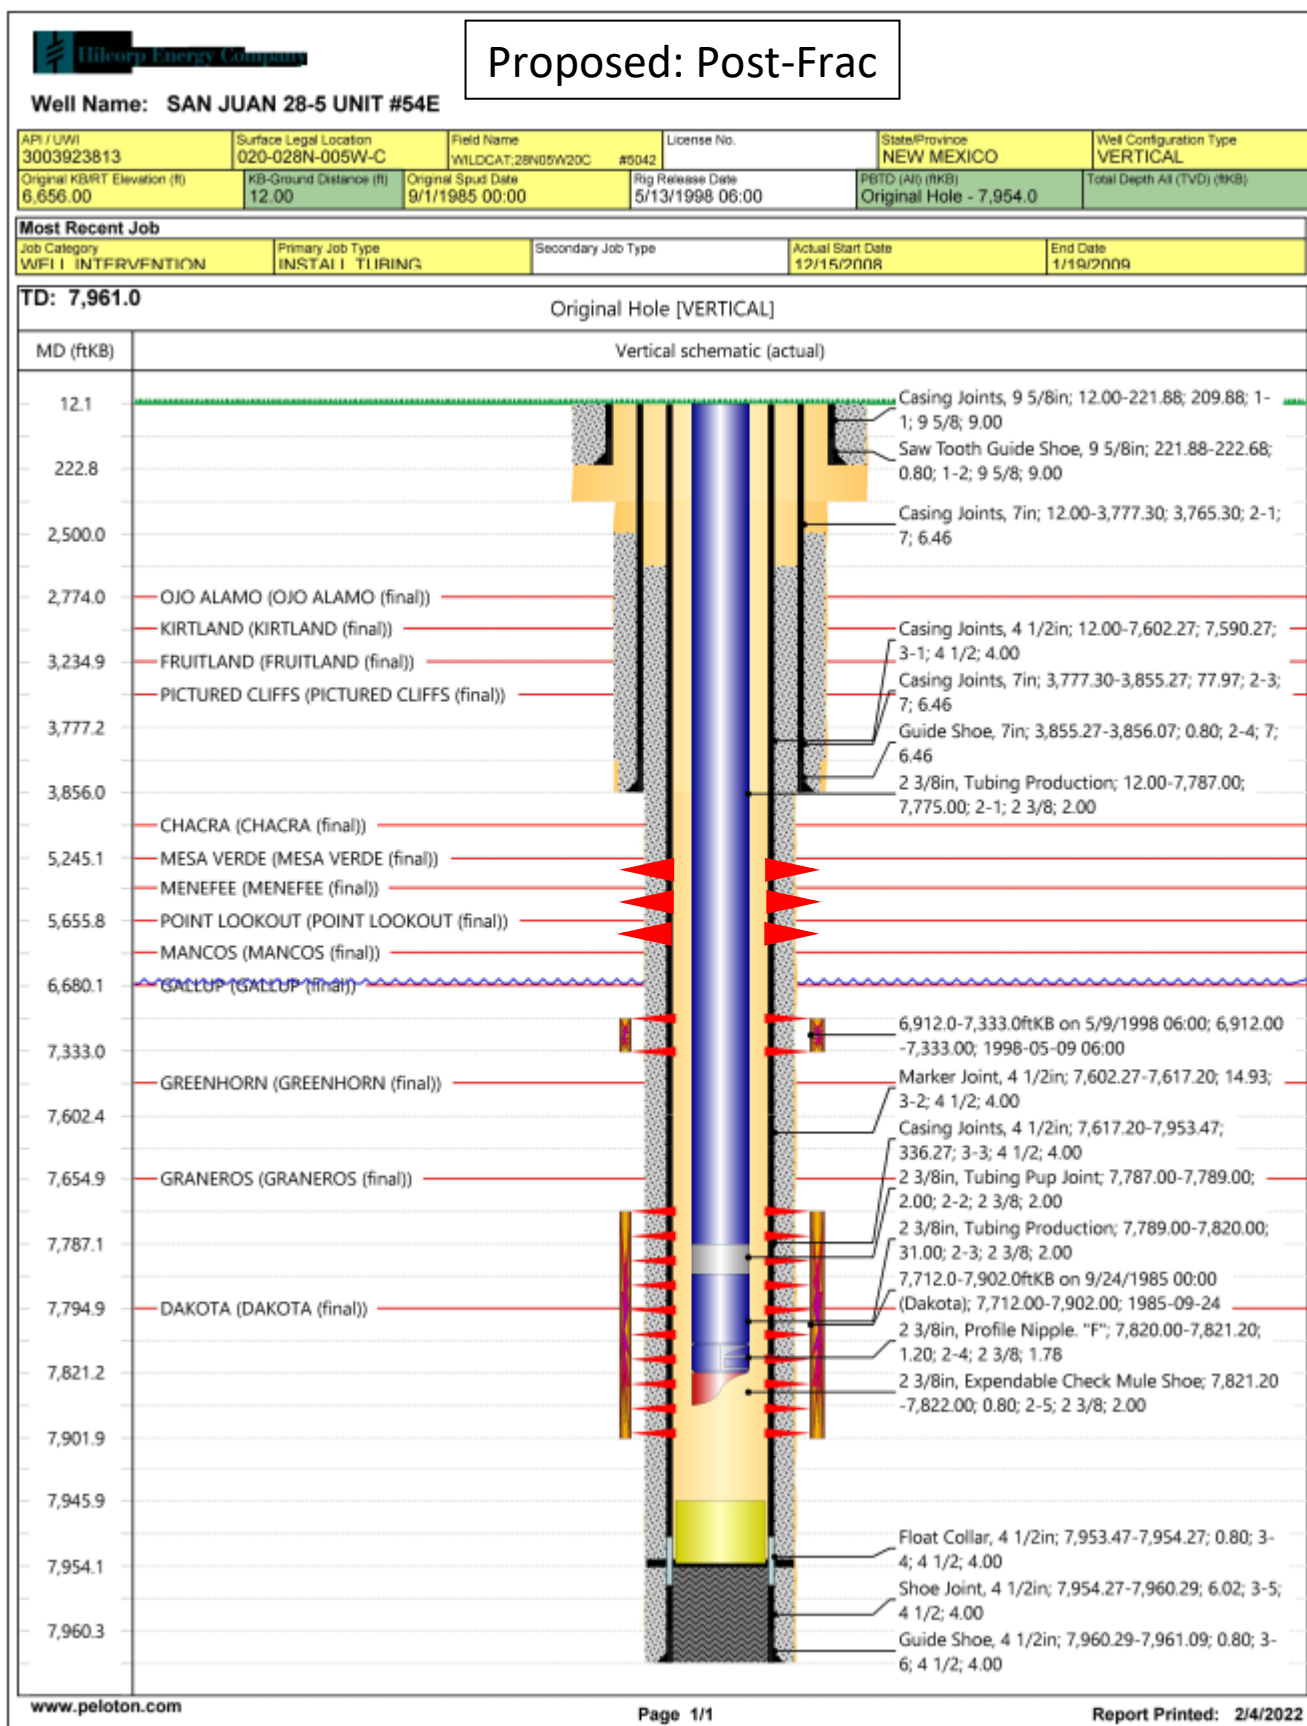 Hilcorp Energy Company
Proposed: Post-Frac
Well Name: SAN JUAN 28-5 UNIT #54E
API / UWI
3003923813
Surface Legal Location
020-028N-005W-C
Field Name
WILDCAT;28N05W20C #6042
License No.
State/Province
NEW MEXICO
Well Configuration Type
VERTICAL
Original KB/RT Elevation (ft)
6,656.00
KB-Ground Distance (ft)
12.00
Original Spud Date
9/1/1985 00:00
Rig Release Date
5/13/1998 06:00
PBTD (All) (ftKB)
Original Hole - 7,954.0
Total Depth All (TVD) (ftKB)
Most Recent Job
Job Category
WELL INTERVENTION
Primary Job Type
INSTALL TUBING
Secondary Job Type
Actual Start Date
12/15/2008
End Date
1/19/2009
TD: 7,961.0
Original Hole [VERTICAL]
MD (ftKB)
Vertical schematic (actual)
12.1
222.8
2,500.0
2,774.0
3,234.9
3,777.2
3,856.0
5,245.1
5,655.8
6,680.1
7,333.0
7,602.4
7,654.9
7,787.1
7,794.9
7,821.2
7,901.9
7,945.9
7,954.1
7,960.3
OJO ALAMO (OJO ALAMO (final))
KIRTLAND (KIRTLAND (final))
FRUITLAND (FRUITLAND (final))
PICTURED CLIFFS (PICTURED CLIFFS (final))
CHACRA (CHACRA (final))
MESA VERDE (MESA VERDE (final))
MENEFEE (MENEFEE (final))
POINT LOOKOUT (POINT LOOKOUT (final))
MANCOS (MANCOS (final))
GALLUP (GALLUP (final))
GREENHORN (GREENHORN (final))
GRANEROS (GRANEROS (final))
DAKOTA (DAKOTA (final))
Casing Joints, 9 5/8in; 12.00-221.88; 209.88; 1-
1; 9 5/8; 9.00
Saw Tooth Guide Shoe, 9 5/8in; 221.88-222.68;
0.80; 1-2; 9 5/8; 9.00
Casing Joints, 7in; 12.00-3,777.30; 3,765.30; 2-1;
7; 6.46
Casing Joints, 4 1/2in; 12.00-7,602.27; 7,590.27;
3-1; 4 1/2; 4.00
Casing Joints, 7in; 3,777.30-3,855.27; 77.97; 2-3;
7; 6.46
Guide Shoe, 7in; 3,855.27-3,856.07; 0.80; 2-4; 7;
6.46
2 3/8in, Tubing Production; 12.00-7,787.00;
7,775.00; 2-1; 2 3/8; 2.00
6,912.0-7,333.0ftKB on 5/9/1998 06:00; 6,912.00
-7,333.00; 1998-05-09 06:00
Marker Joint, 4 1/2in; 7,602.27-7,617.20; 14.93;
3-2; 4 1/2; 4.00
Casing Joints, 4 1/2in; 7,617.20-7,953.47;
336.27; 3-3; 4 1/2; 4.00
2 3/8in, Tubing Pup Joint; 7,787.00-7,789.00;
2.00; 2-2; 2 3/8; 2.00
2 3/8in, Tubing Production; 7,789.00-7,820.00;
31.00; 2-3; 2 3/8; 2.00
7,712.0-7,902.0ftKB on 9/24/1985 00:00
(Dakota); 7,712.00-7,902.00; 1985-09-24
2 3/8in, Profile Nipple. "F"; 7,820.00-7,821.20;
1.20; 2-4; 2 3/8; 1.78
2 3/8in, Expendable Check Mule Shoe; 7,821.20
-7,822.00; 0.80; 2-5; 2 3/8; 2.00
Float Collar, 4 1/2in; 7,953.47-7,954.27; 0.80; 3-
4; 4 1/2; 4.00
Shoe Joint, 4 1/2in; 7,954.27-7,960.29; 6.02; 3-5;
4 1/2; 4.00
Guide Shoe, 4 1/2in; 7,960.29-7,961.09; 0.80; 3-
6; 4 1/2; 4.00
www.peloton.com
Page 1/1
Report Printed: 2/4/2022